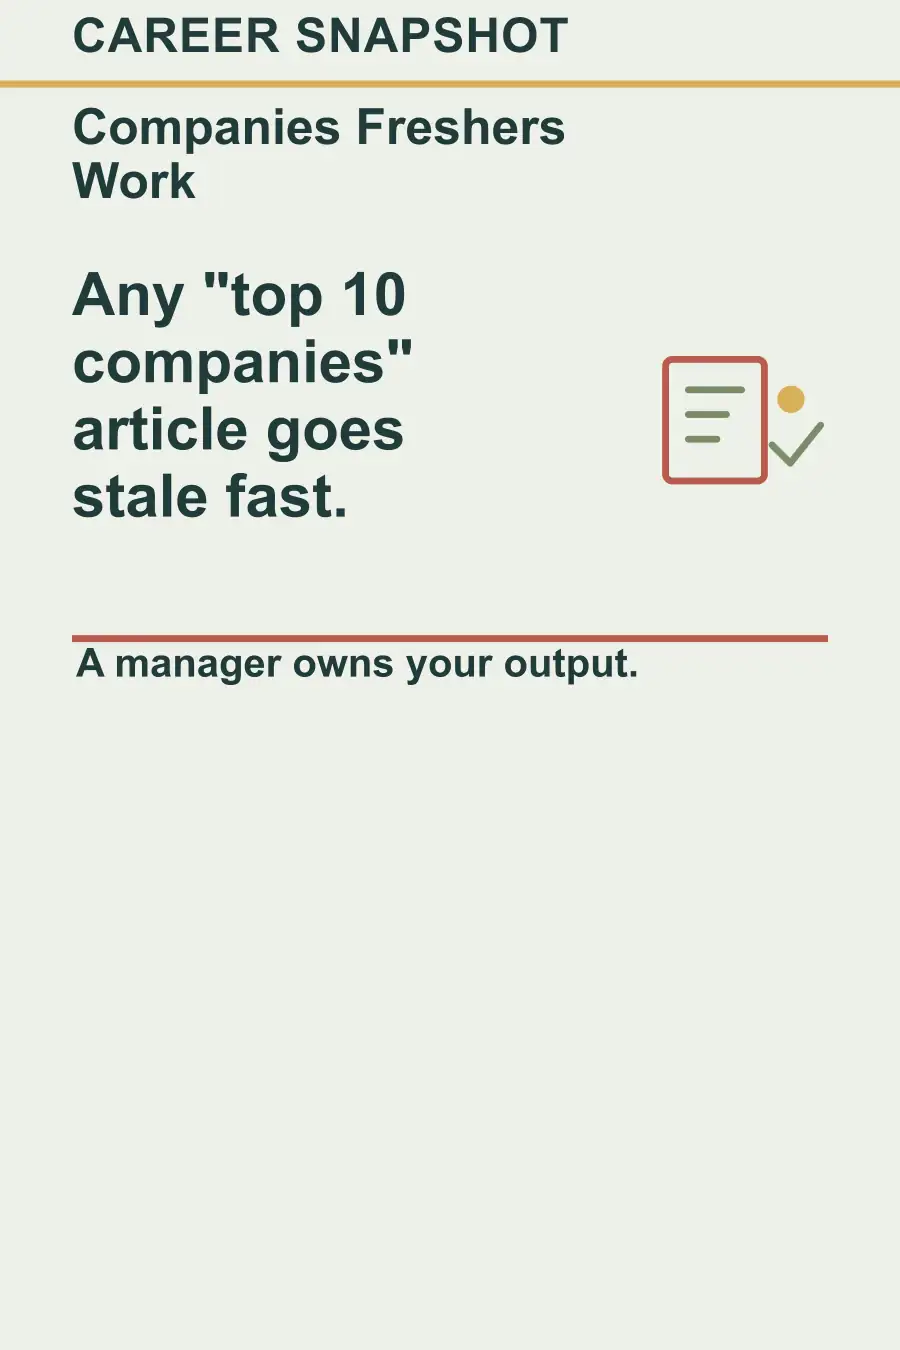 CAREER SNAPSHOT
Companies Freshers
Work
Any "top 10
companies"
article goes
stale fast.
A manager owns your output.